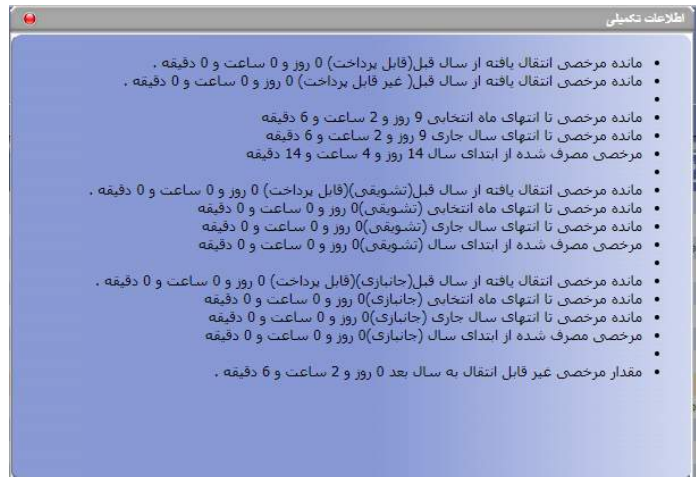 اطلاعات تکمیلی
مانده مرخصی انتقال یافته از سال قبل(قابل پرداخت) 0 روز و 0 ساعت و 0 دقیقه .
مانده مرخصی انتقال یافته از سال قبل( غیر قابل پرداخت) 0 روز و 0 ساعت و 0 دقیقه .
مانده مرخصی تا انتهای ماه انتخابی 9 روز و 2 ساعت و 6 دقیقه
مانده مرخصی تا انتهای سال جاری 9 روز و 2 ساعت و 6 دقیقه
مرخصی مصرف شده از ابتدای سال 14 روز و 4 ساعت و 14 دقیقه
مانده مرخصی انتقال یافته از سال قبل(تشویقی)(قابل پرداخت) 0 روز و 0 ساعت و 0 دقیقه .
مانده مرخصی تا انتهای ماه انتخابی (تشویقی)0 روز و 0 ساعت و 0 دقیقه
مانده مرخصی تا انتهای سال جاری (تشویقی)0 روز و 0 ساعت و 0 دقیقه
مرخصی مصرف شده از ابتدای سال (تشویقی)0 روز و 0 ساعت و 0 دقیقه
مانده مرخصی انتقال یافته از سال قبل(جانبازی)(قابل پرداخت) 0 روز و 0 ساعت و 0 دقیقه .
مانده مرخصی تا انتهای ماه انتخابی (جانبازی)0 روز و 0 ساعت و 0 دقیقه
مانده مرخصی تا انتهای سال جاری (جانبازی)0 روز و 0 ساعت و 0 دقیقه
مرخصی مصرف شده از ابتدای سال (جانبازی)0 روز و 0 ساعت و 0 دقیقه
مقدار مرخصی غیر قابل انتقال به سال بعد 0 روز و 2 ساعت و 6 دقیقه .